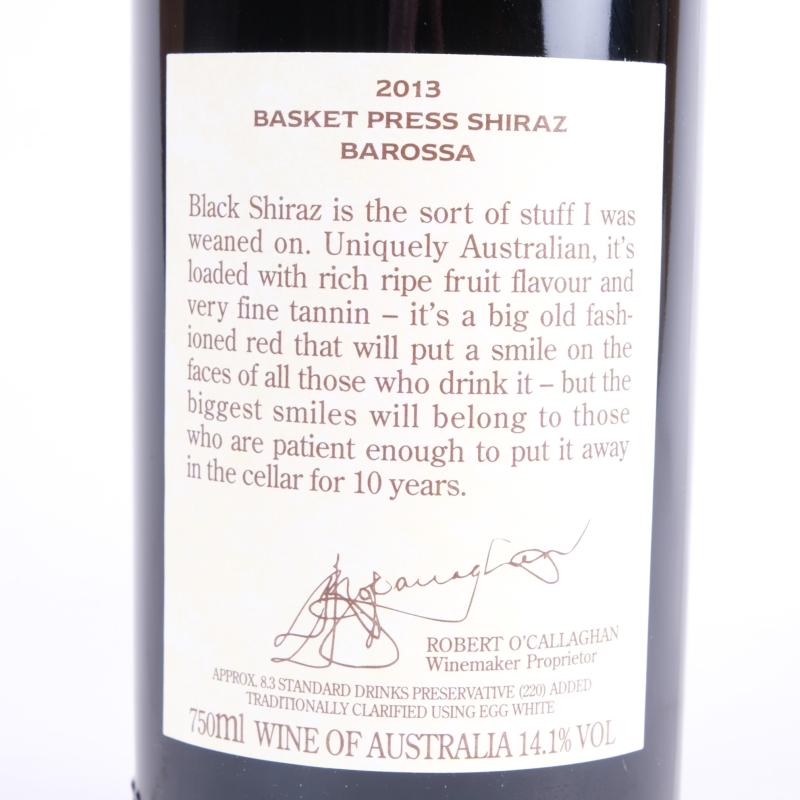 2013
BASKET PRESS SHIRAZ
BAROSSA
Black Shiraz is the sort of stuff I was
weaned on. Uniquely Australian, it's
loaded with rich ripe fruit flavour and
very fine tannin – it's a big old fash-
ioned red that will put a smile on the
faces of all those who drink it – but the
biggest smiles will belong to those
who are patient enough to put it away
in the cellar for 10 years.
ROBERT O'CALLAGHAN
Winemaker Proprietor
APPROX. 8.3 STANDARD DRINKS PRESERVATIVE (220) ADDED
TRADITIONALLY CLARIFIED USING EGG WHITE
750ml WINE OF AUSTRALIA 14.1% VOL